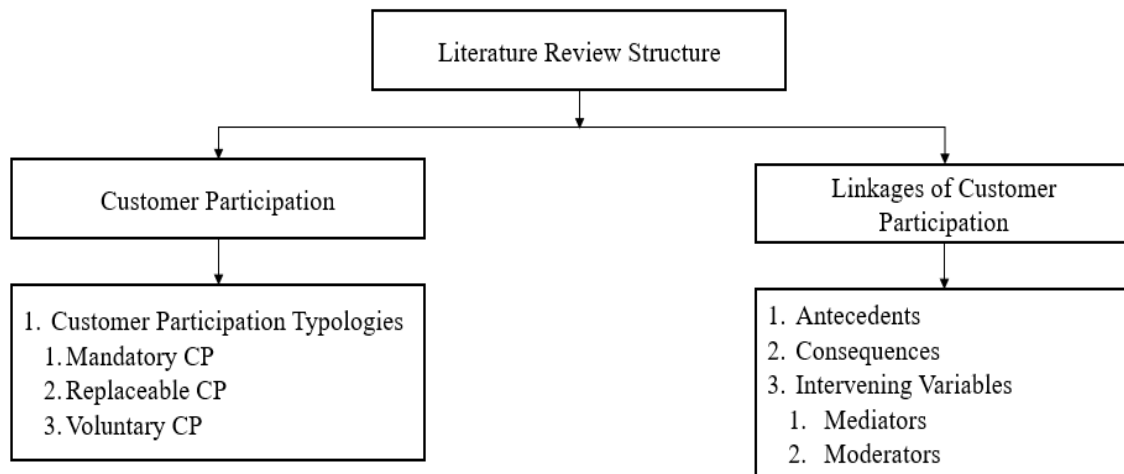 Literature Review Structure
Customer Participation
Linkages of Customer
Participation
1. Customer Participation Typologies
1. Mandatory CP
2. Replaceable CP
3. Voluntary CP
1. Antecedents
2. Consequences
3. Intervening Variables
1. Mediators
2. Moderators